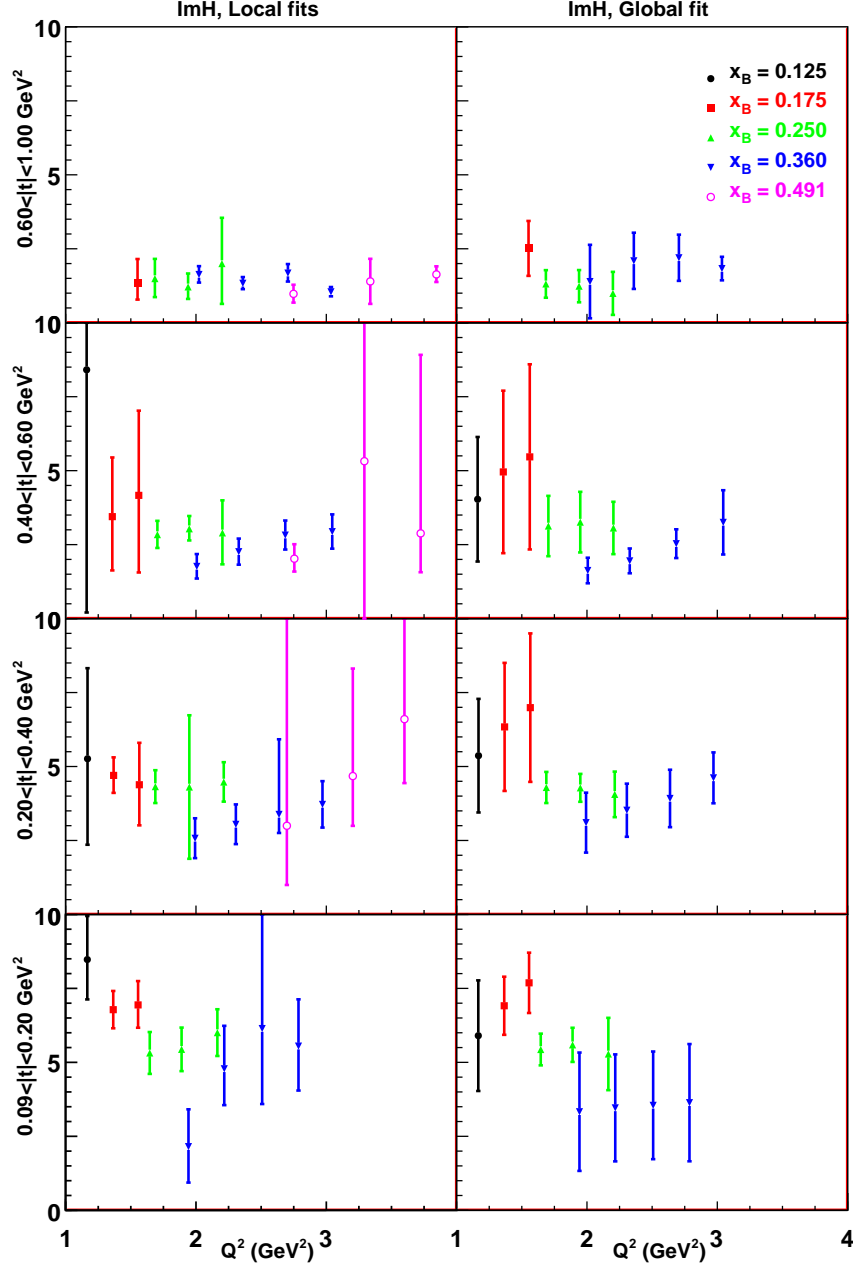 ImH, Local fits
ImH, Global fit
10
0.60<|t|<1.00 GeV²
5
x_B = 0.125
x_B = 0.175
x_B = 0.250
x_B = 0.360
x_B = 0.491
10
0.40<|t|<0.60 GeV²
5
10
0.20<|t|<0.40 GeV²
5
10
0.09<|t|<0.20 GeV²
5
0
1 2 3 1 2 3 4
Q² (GeV²) Q² (GeV²)